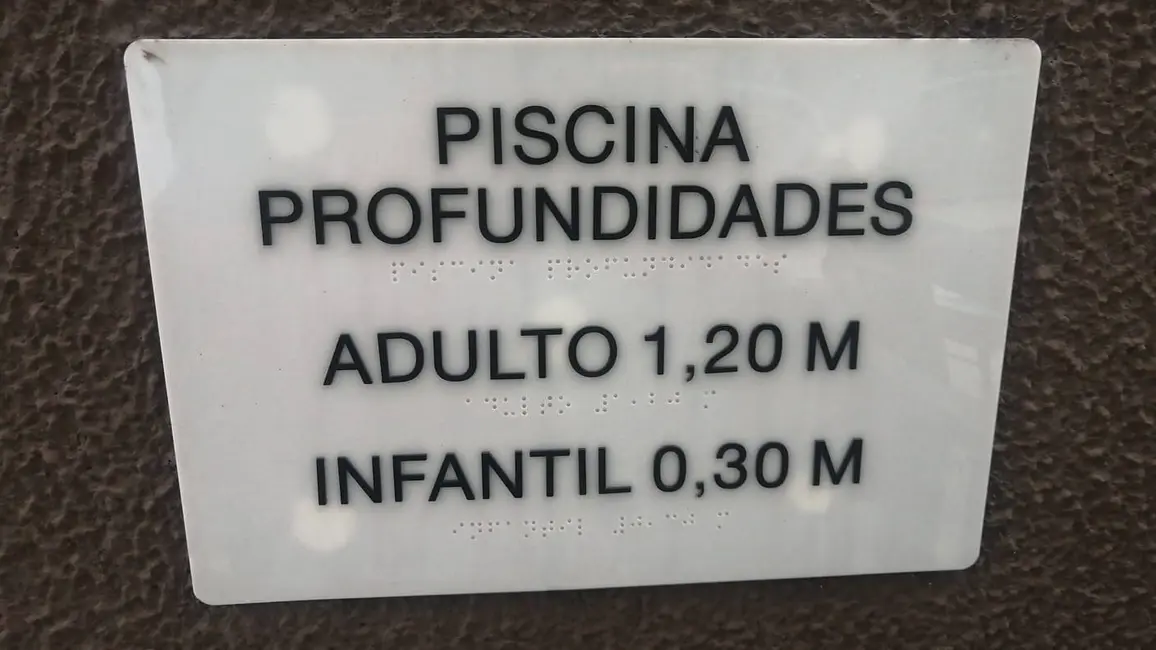 PISCINA
PROFUNDIDADES
ADULTO 1,20 M
INFANTIL 0,30 M